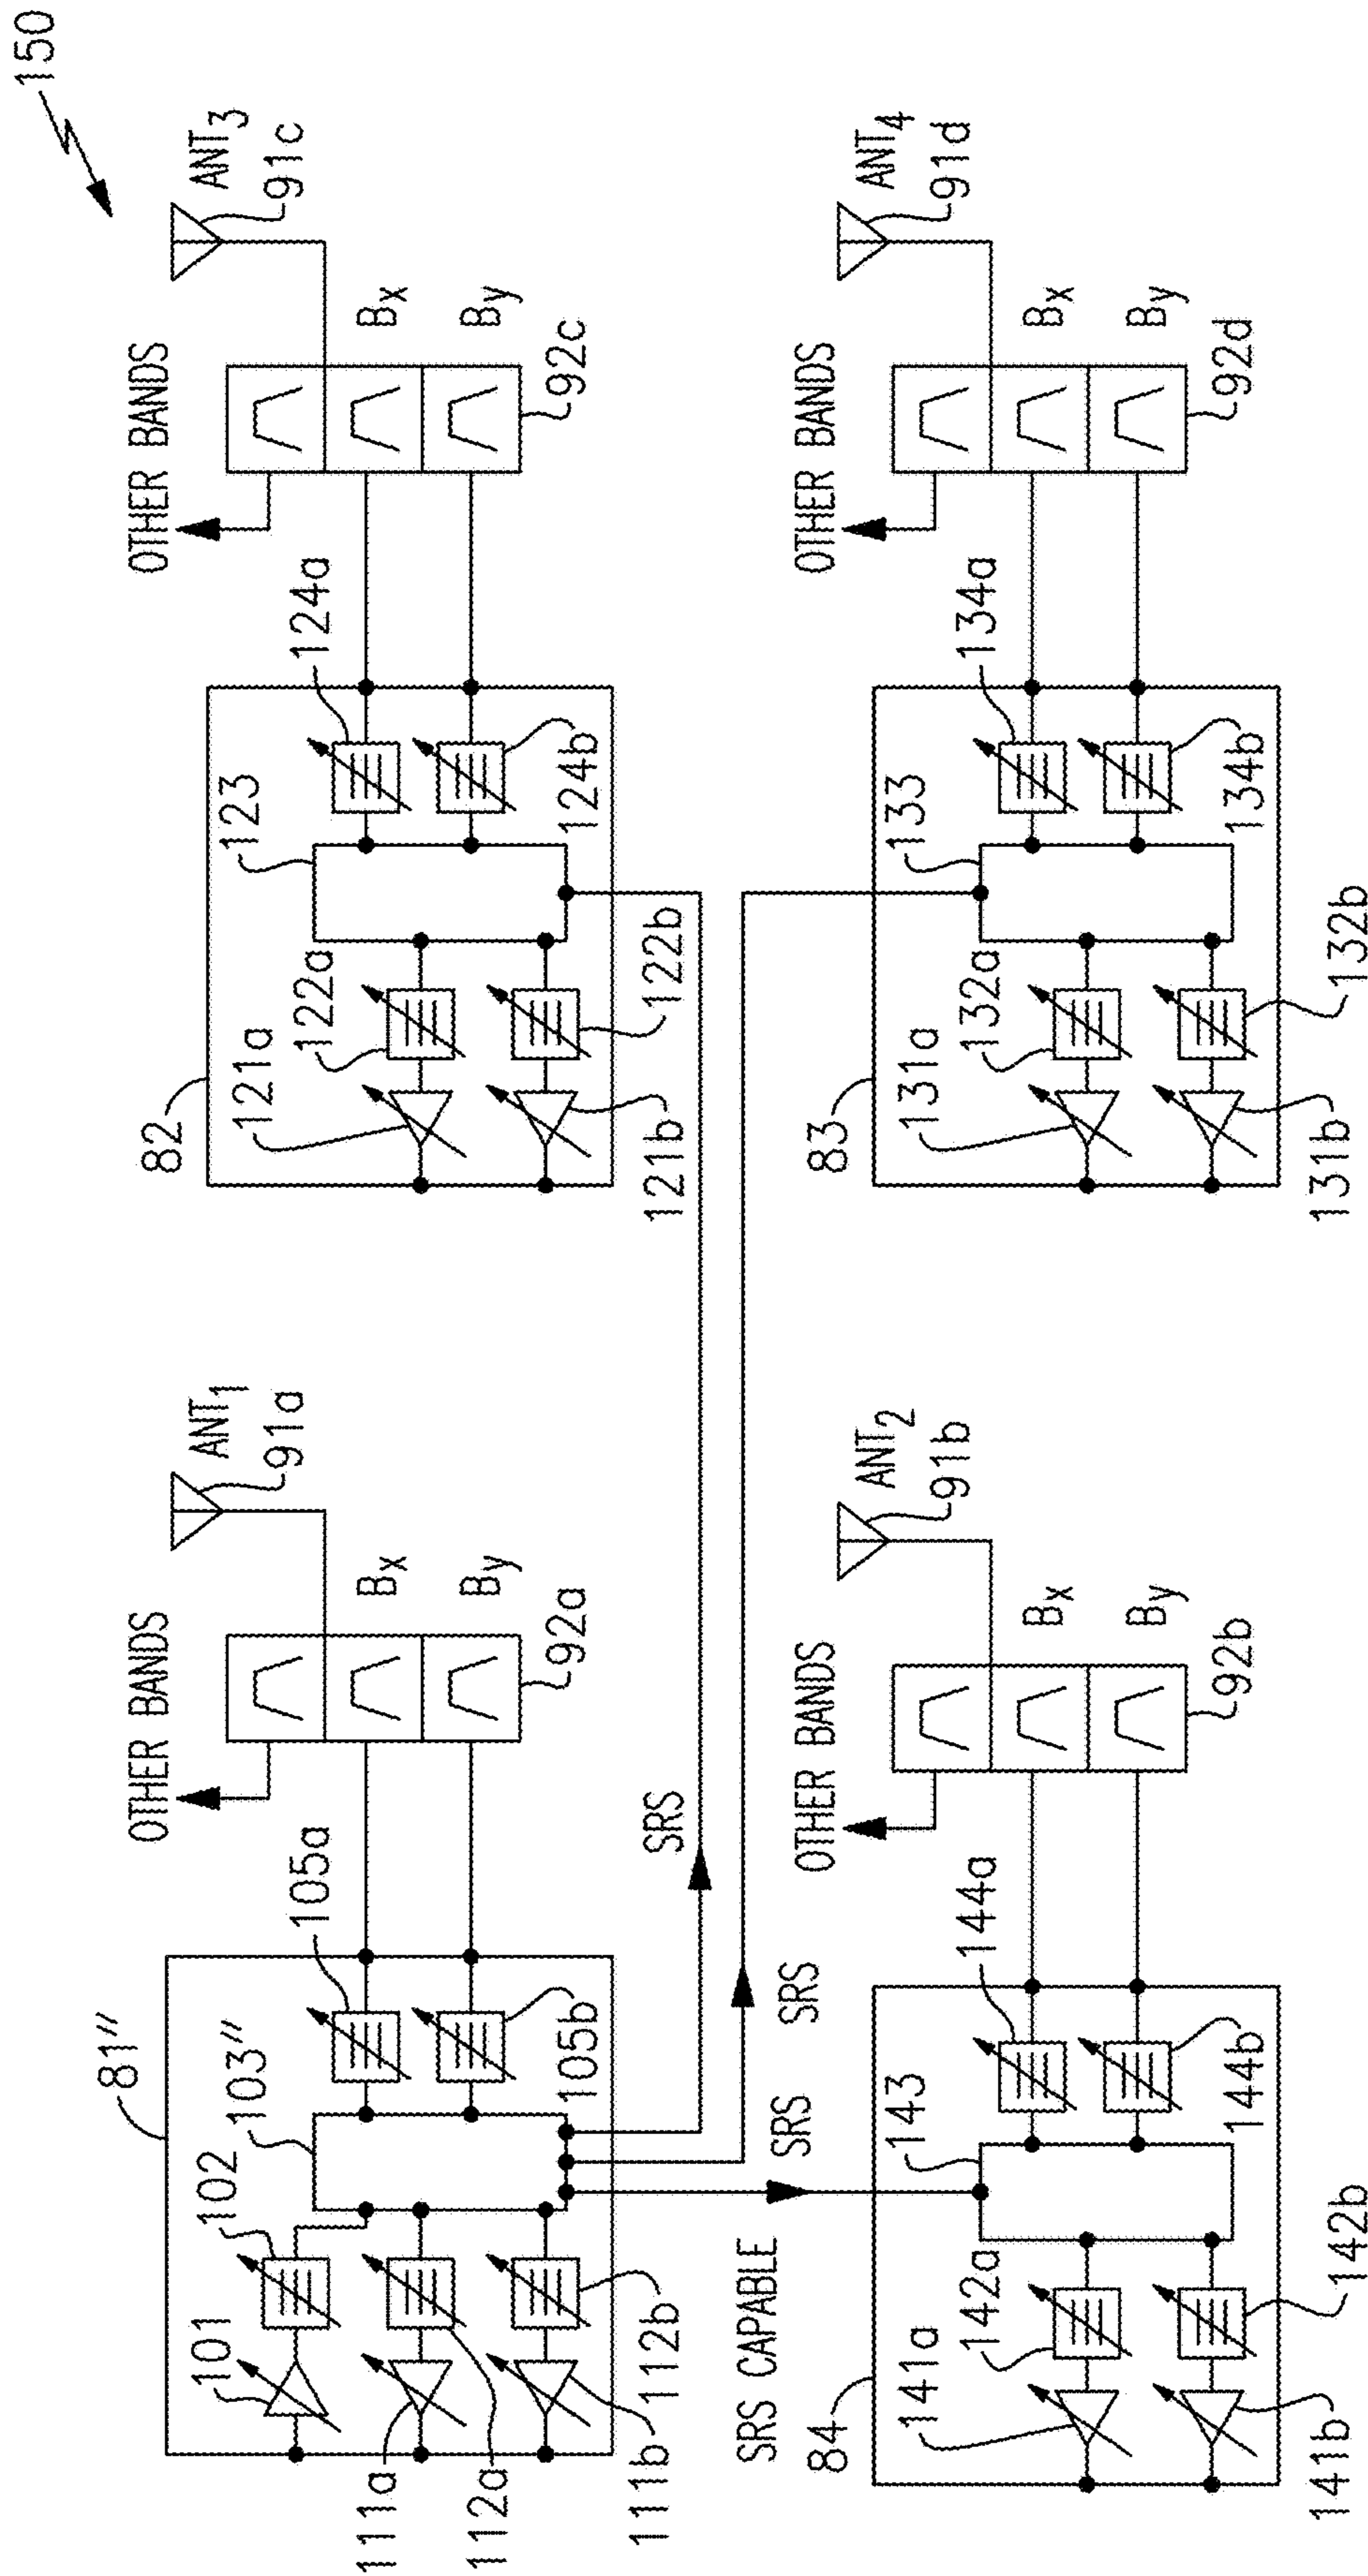 150
81''
101
102
103''
105a
105b
111a
112a
111b
112b
OTHER BANDS
Bx
By
92a
ANT1
91a
82
121a
122a
123
124a
121b
122b
124b
OTHER BANDS
Bx
By
92c
ANT3
91c
SRS
SRS
SRS
SRS CAPABLE
84
141a
142a
143
144a
141b
142b
144b
OTHER BANDS
Bx
By
92b
ANT2
91b
83
131a
132a
133
134a
131b
132b
134b
OTHER BANDS
Bx
By
92d
ANT4
91d